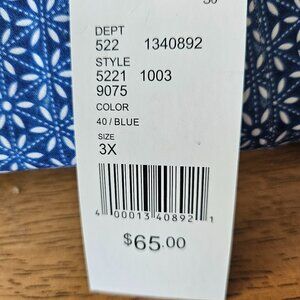 DEPT
522 1340892
STYLE
5221 1003
9075
COLOR
40 / BLUE
SIZE
3X
4 00013 40892 1
$65.00